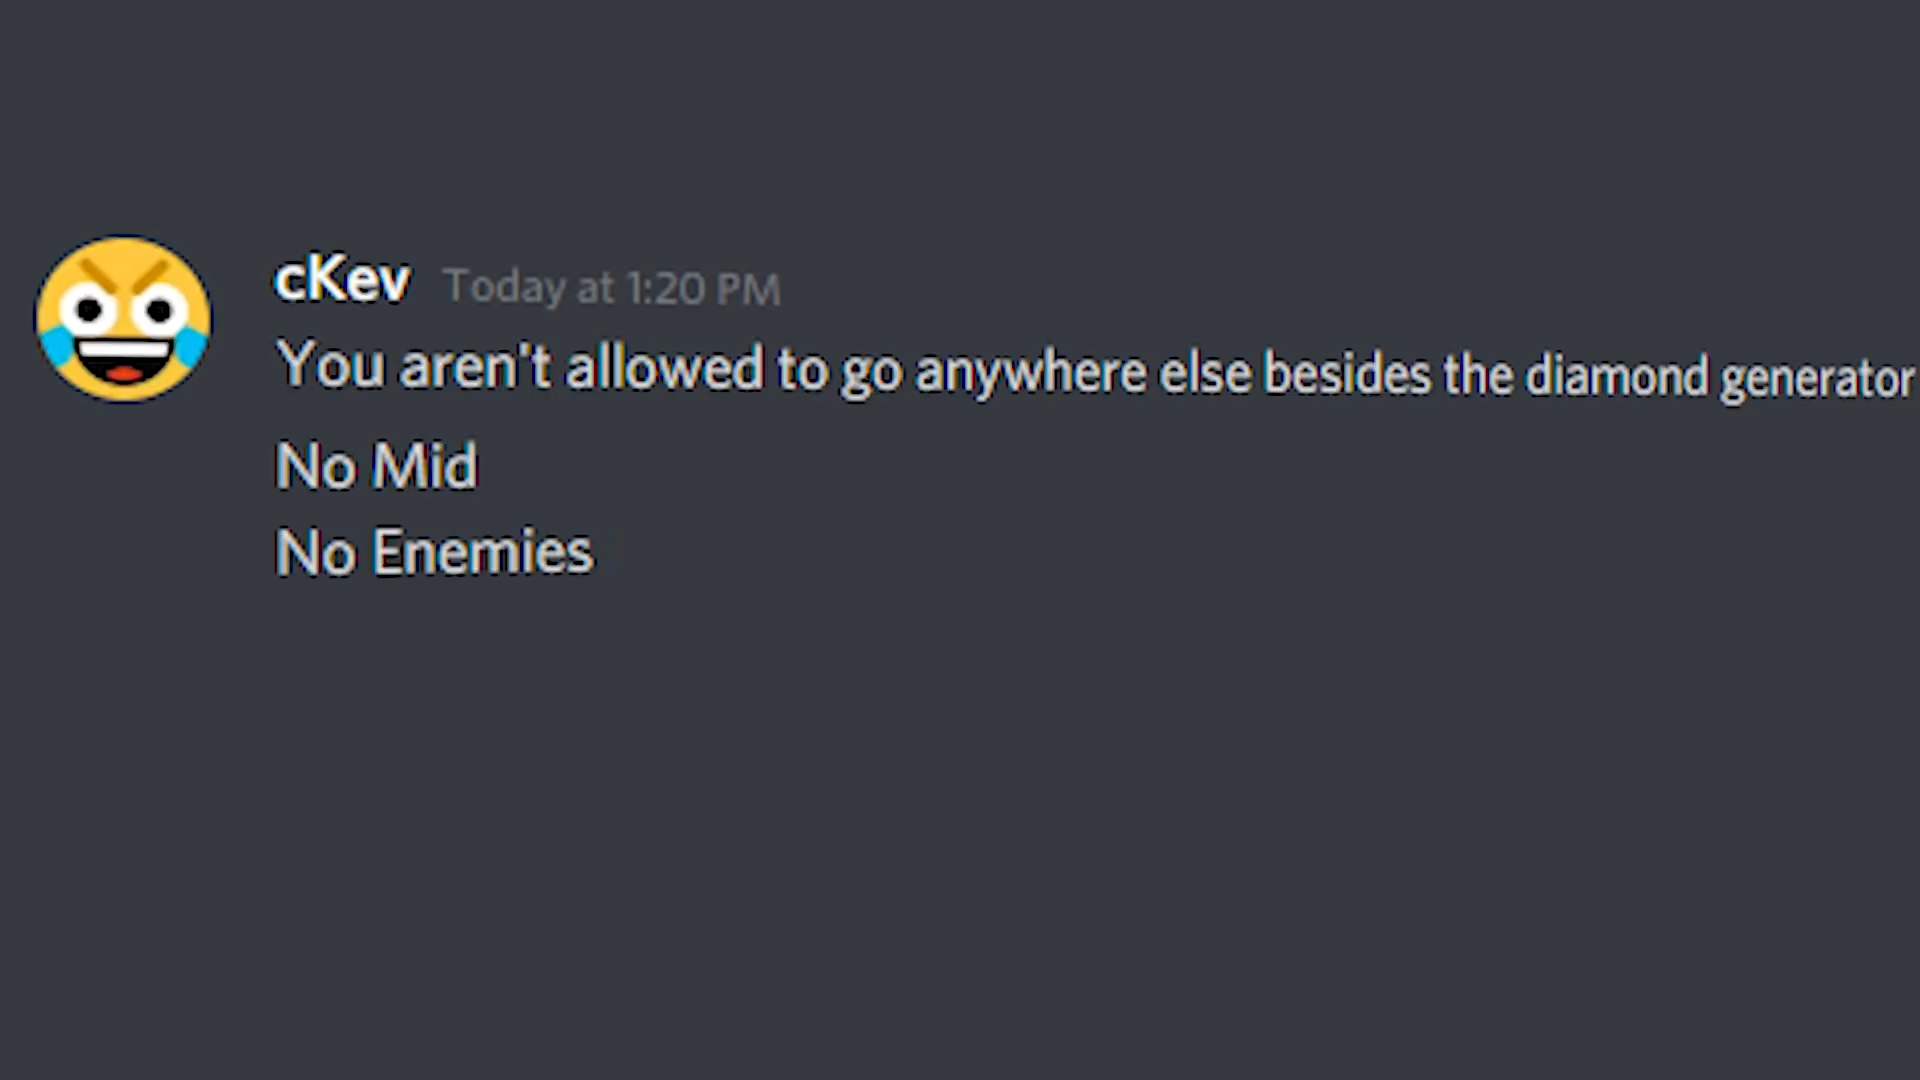 cKev Today at 1:20 PM
You aren't allowed to go anywhere else besides the diamond generator
No Mid
No Enemies